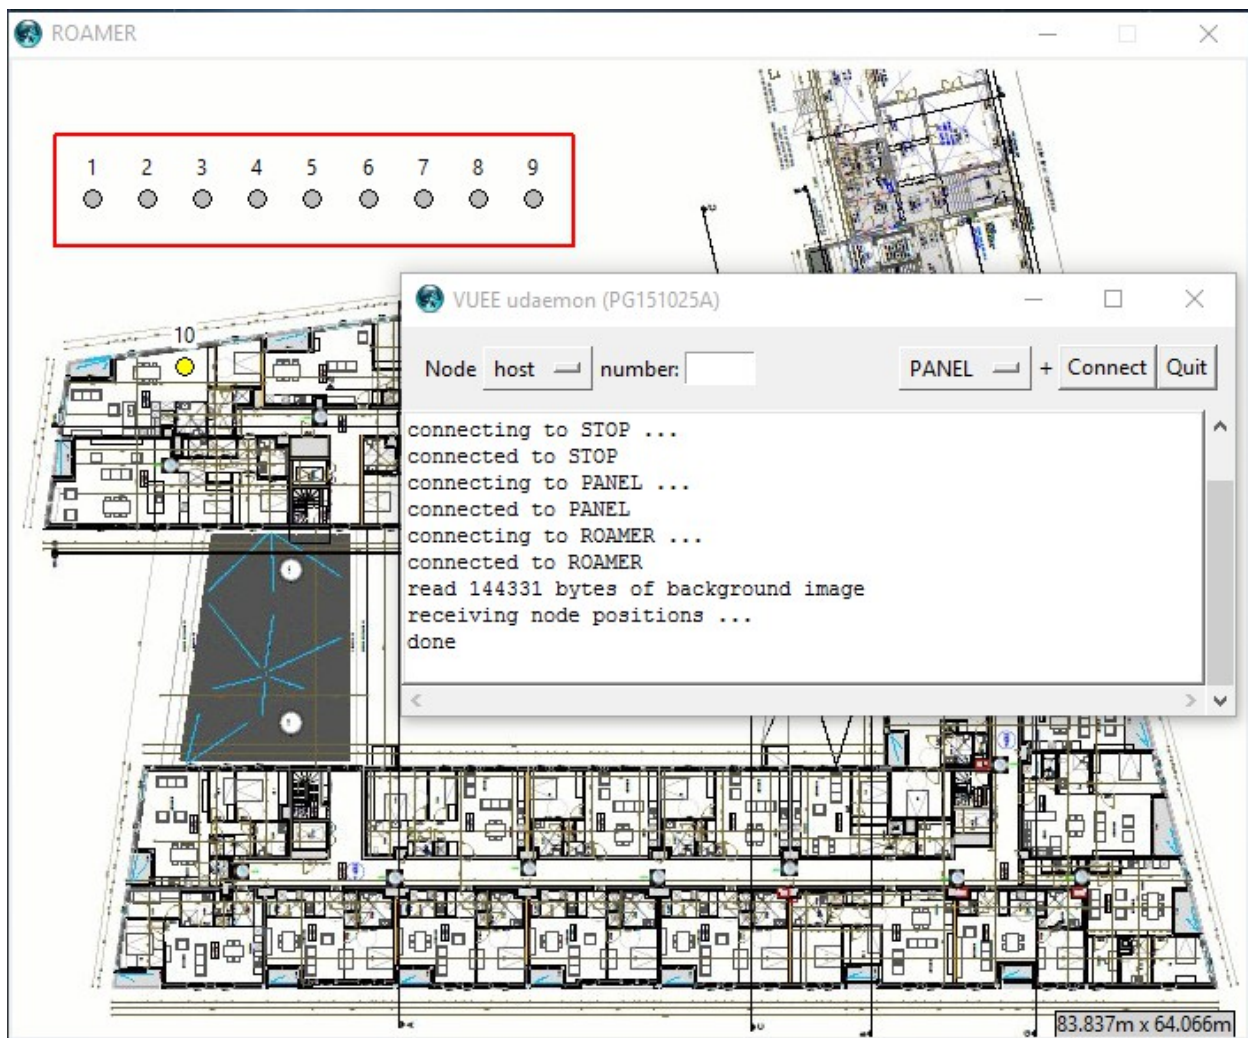 ROAMER
1 2 3 4 5 6 7 8 9
VUEE udaemon (PG151025A)
10
Node host number: PANEL + Connect Quit
connecting to STOP ...
connected to STOP
connecting to PANEL ...
connected to PANEL
connecting to ROAMER ...
connected to ROAMER
read 144331 bytes of background image
receiving node positions ...
done
83.837m x 64.066m